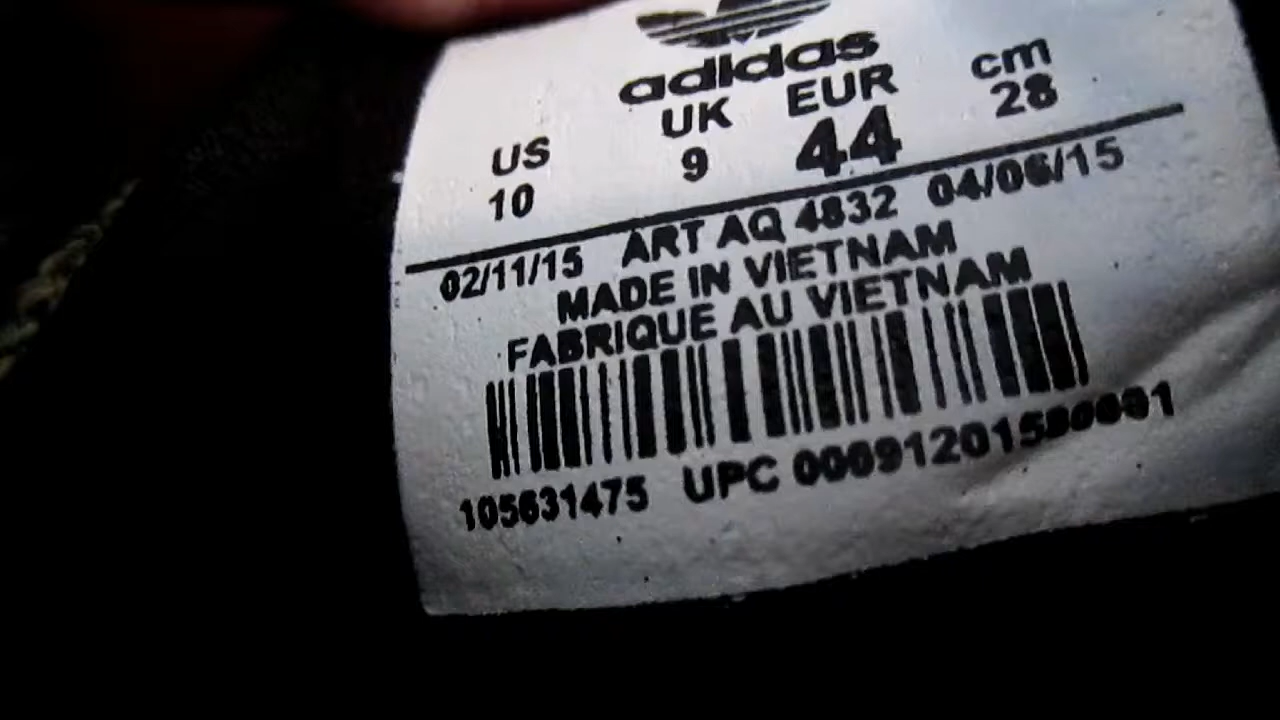 adidas
US UK EUR cm
10 9 44 28
02/11/15 ART AQ 4832 04/06/15
MADE IN VIETNAM
FABRIQUE AU VIETNAM
105631475 UPC